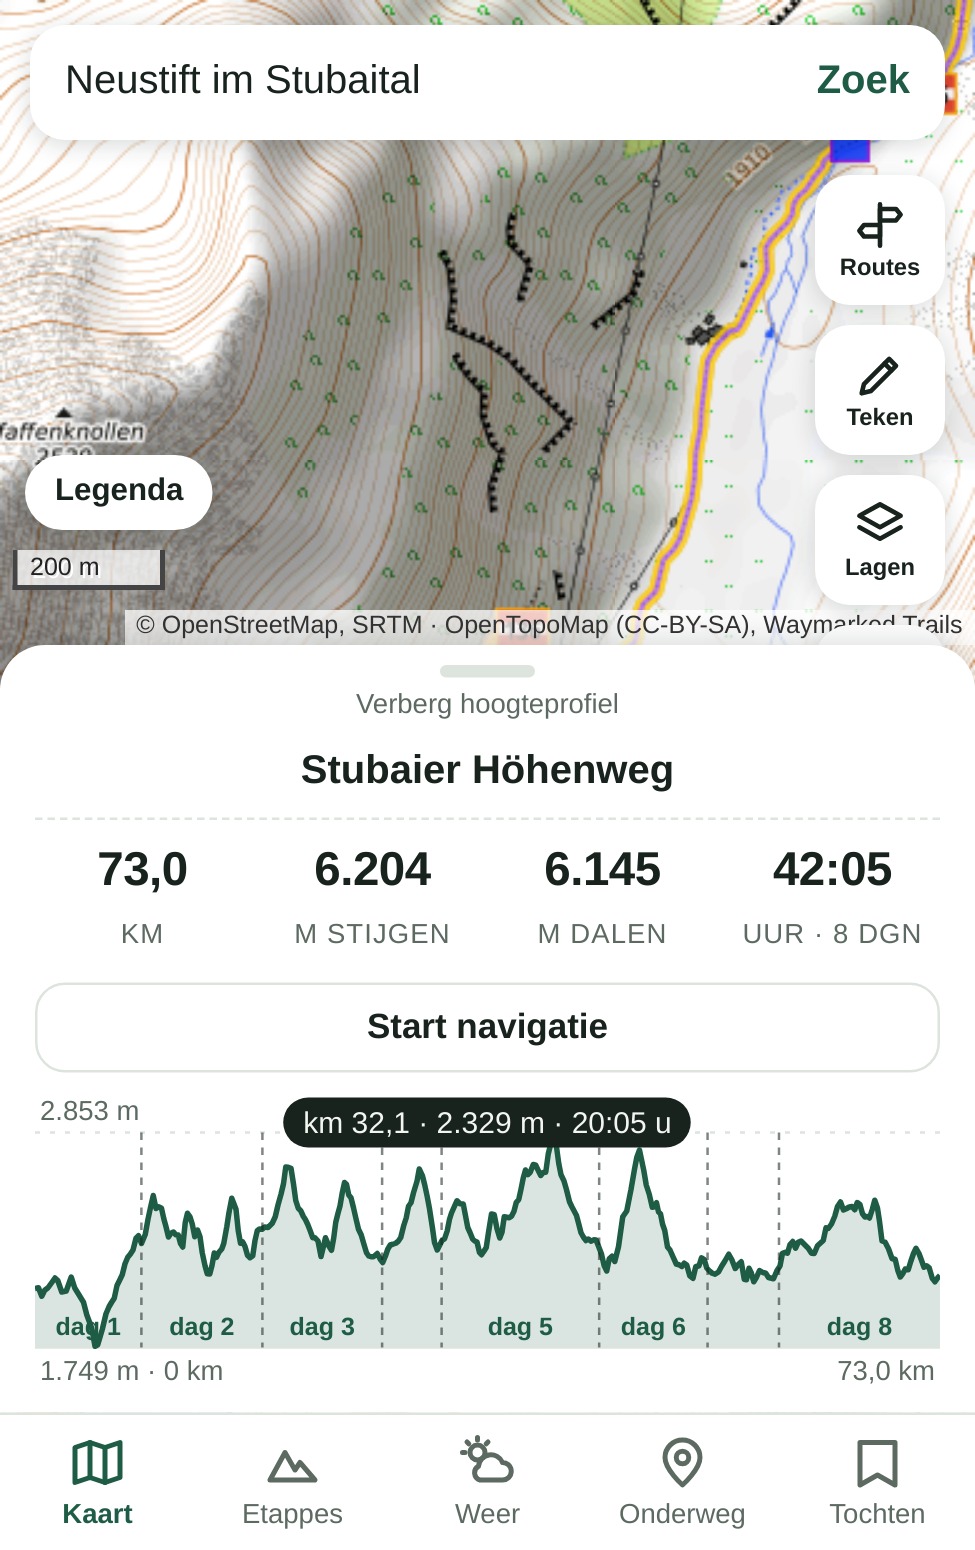 Neustift im Stubaital
Zoek
1910
Routes
Teken
faffenknollen
Legenda
Lagen
200 m
© OpenStreetMap, SRTM · OpenTopoMap (CC-BY-SA), Waymarked Trails
Verberg hoogteprofiel
Stubaier Höhenweg
73,0 6.204 6.145 42:05
KM M STIJGEN M DALEN UUR · 8 DGN
Start navigatie
2.853 m
km 32,1 · 2.329 m · 20:05 u
dag 1 dag 2 dag 3 dag 5 dag 6 dag 8
1.749 m · 0 km
73,0 km
Kaart Etappes Weer Onderweg Tochten